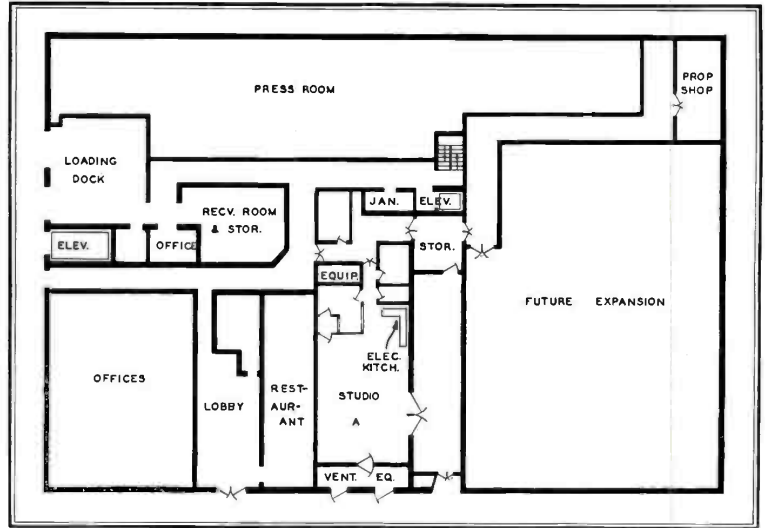 PRESS ROOM
PROP
SHOP
LOADING
DOCK
RECV. ROOM
& STOR.
JAN.
ELEV.
ELEV.
OFFICE
STOR.
EQUIP.
FUTURE EXPANSION
OFFICES
LOBBY
REST-
AUR-
ANT
ELEC.
KITCH.
STUDIO
A
VENT. EQ.